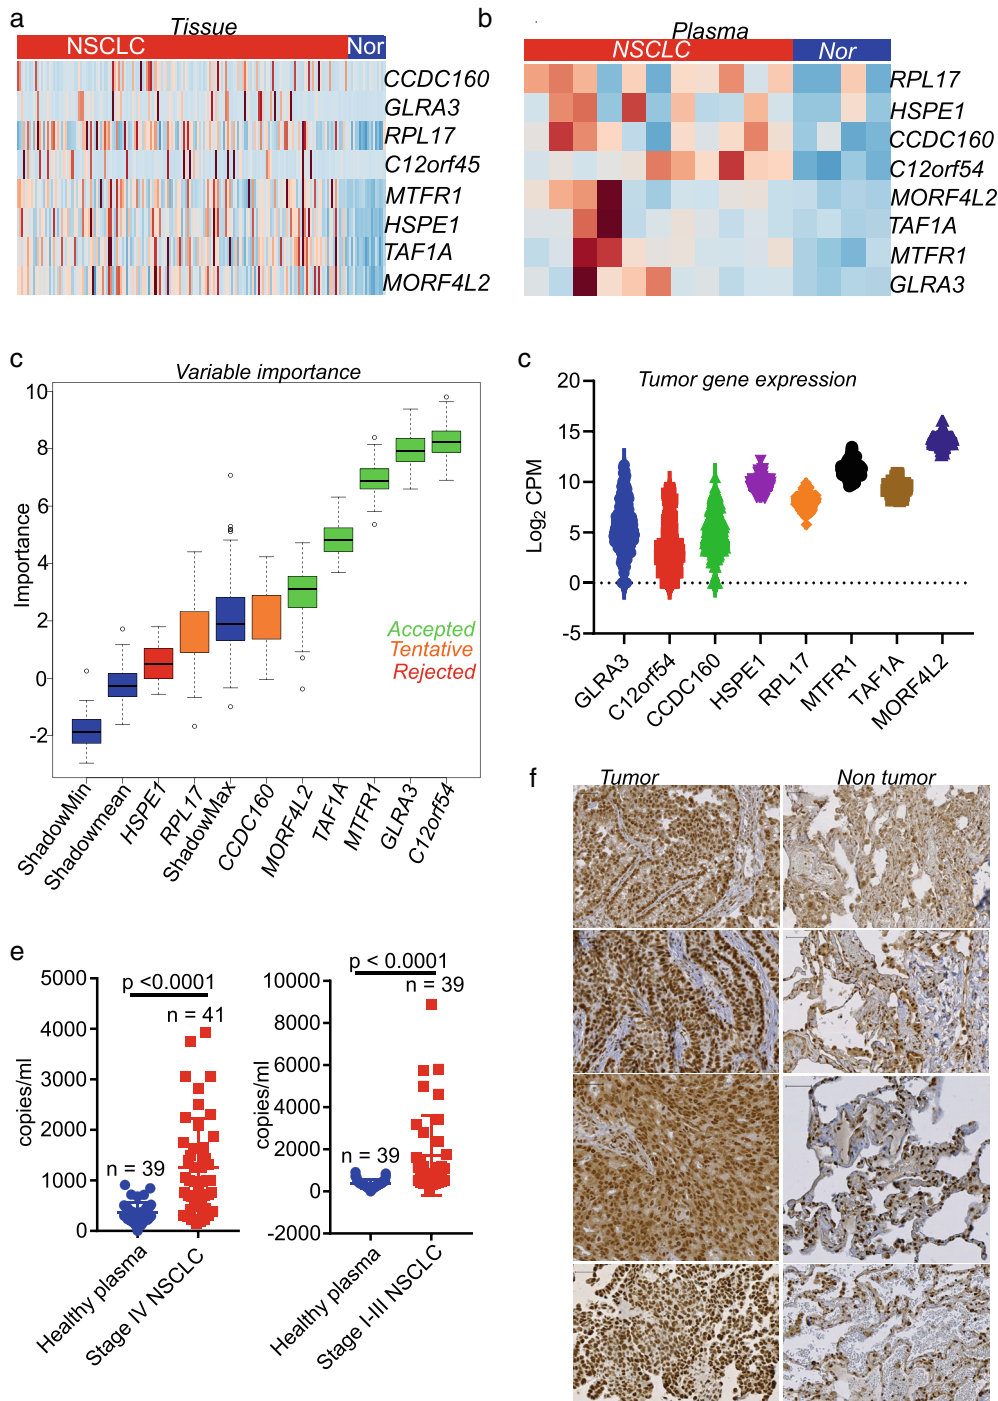 a
Tissue
NSCLC
Nor
CCDC160
GLRA3
RPL17
C12orf45
MTFR1
HSPE1
TAF1A
MORF4L2
b
Plasma
NSCLC
Nor
RPL17
HSPE1
CCDC160
C12orf54
MORF4L2
TAF1A
MTFR1
GLRA3
c
Variable importance
Importance
10
8
6
4
2
0
-2
Accepted
Tentative
Rejected
ShadowMin
Shadowmean
HSPE1
RPL17
ShadowMax
CCDC160
MORF4L2
TAF1A
MTFR1
GLRA3
C12orf54
c
Tumor gene expression
Log2 CPM
20
15
10
5
0
-5
GLRA3
C12orf54
CCDC160
HSPE1
RPL17
MTFR1
TAF1A
MORF4L2
e
copies/ml
5000
4000
3000
2000
1000
0
p <0.0001
n = 41
n = 39
Healthy plasma
Stage IV NSCLC
copies/ml
10000
8000
6000
4000
2000
0
-2000
p < 0.0001
n = 39
n = 39
Healthy plasma
Stage I-III NSCLC
f
Tumor
Non tumor